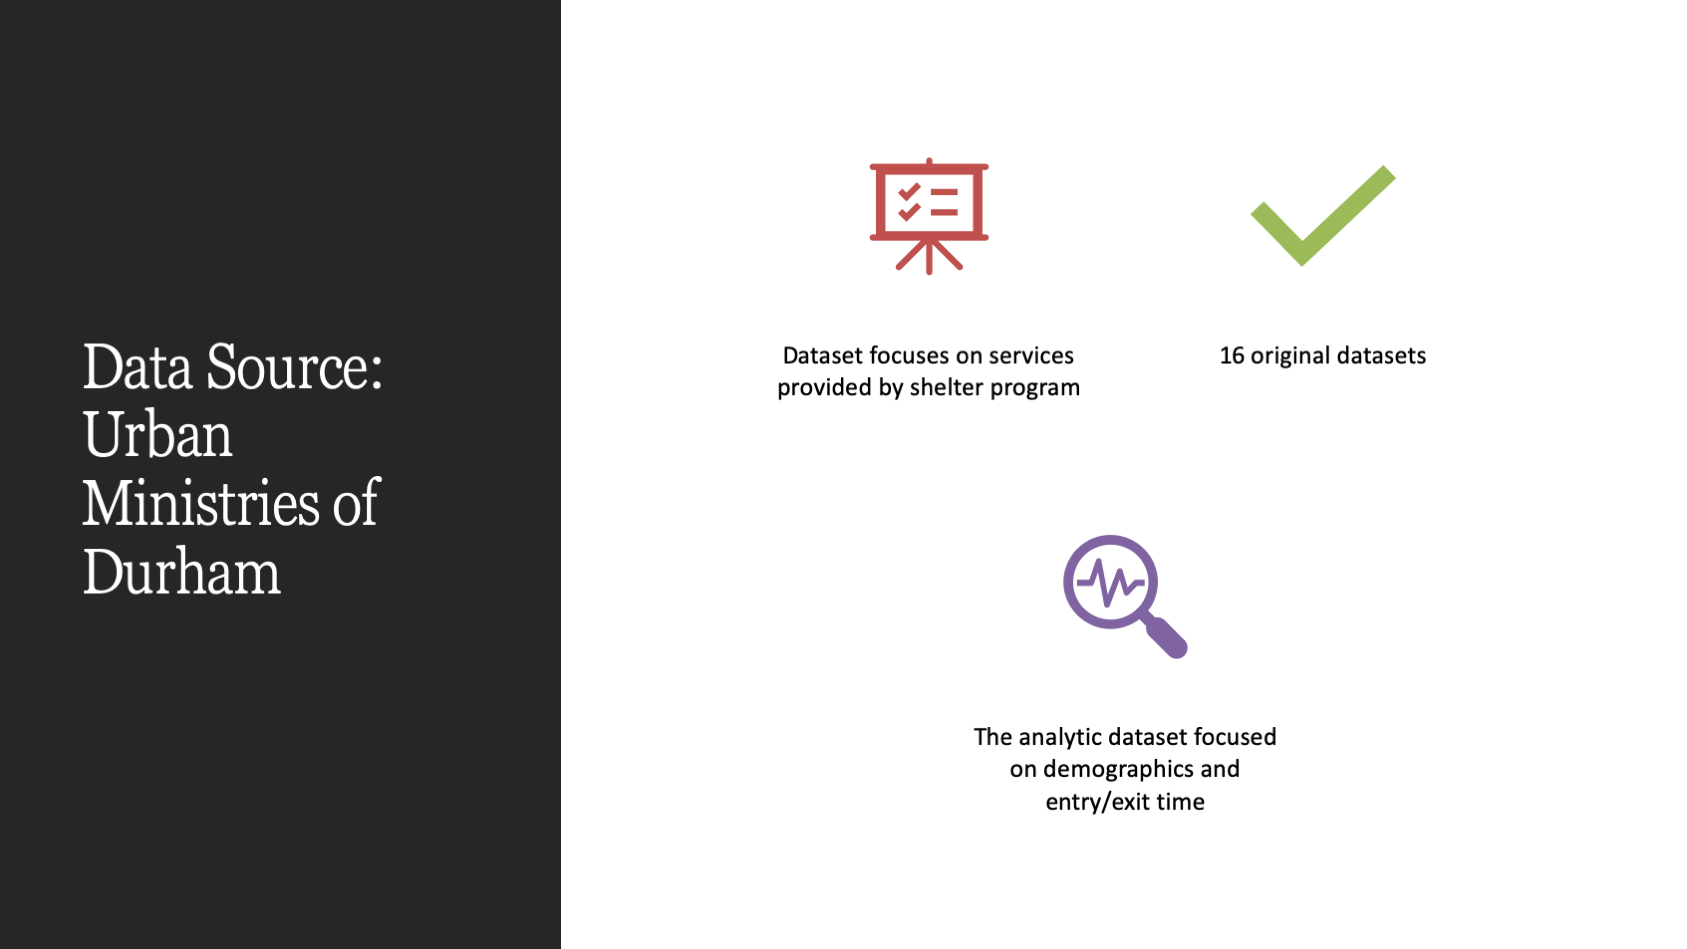 Data Source:
Urban
Ministries of
Durham
Dataset focuses on services
provided by shelter program
16 original datasets
The analytic dataset focused
on demographics and
entry/exit time